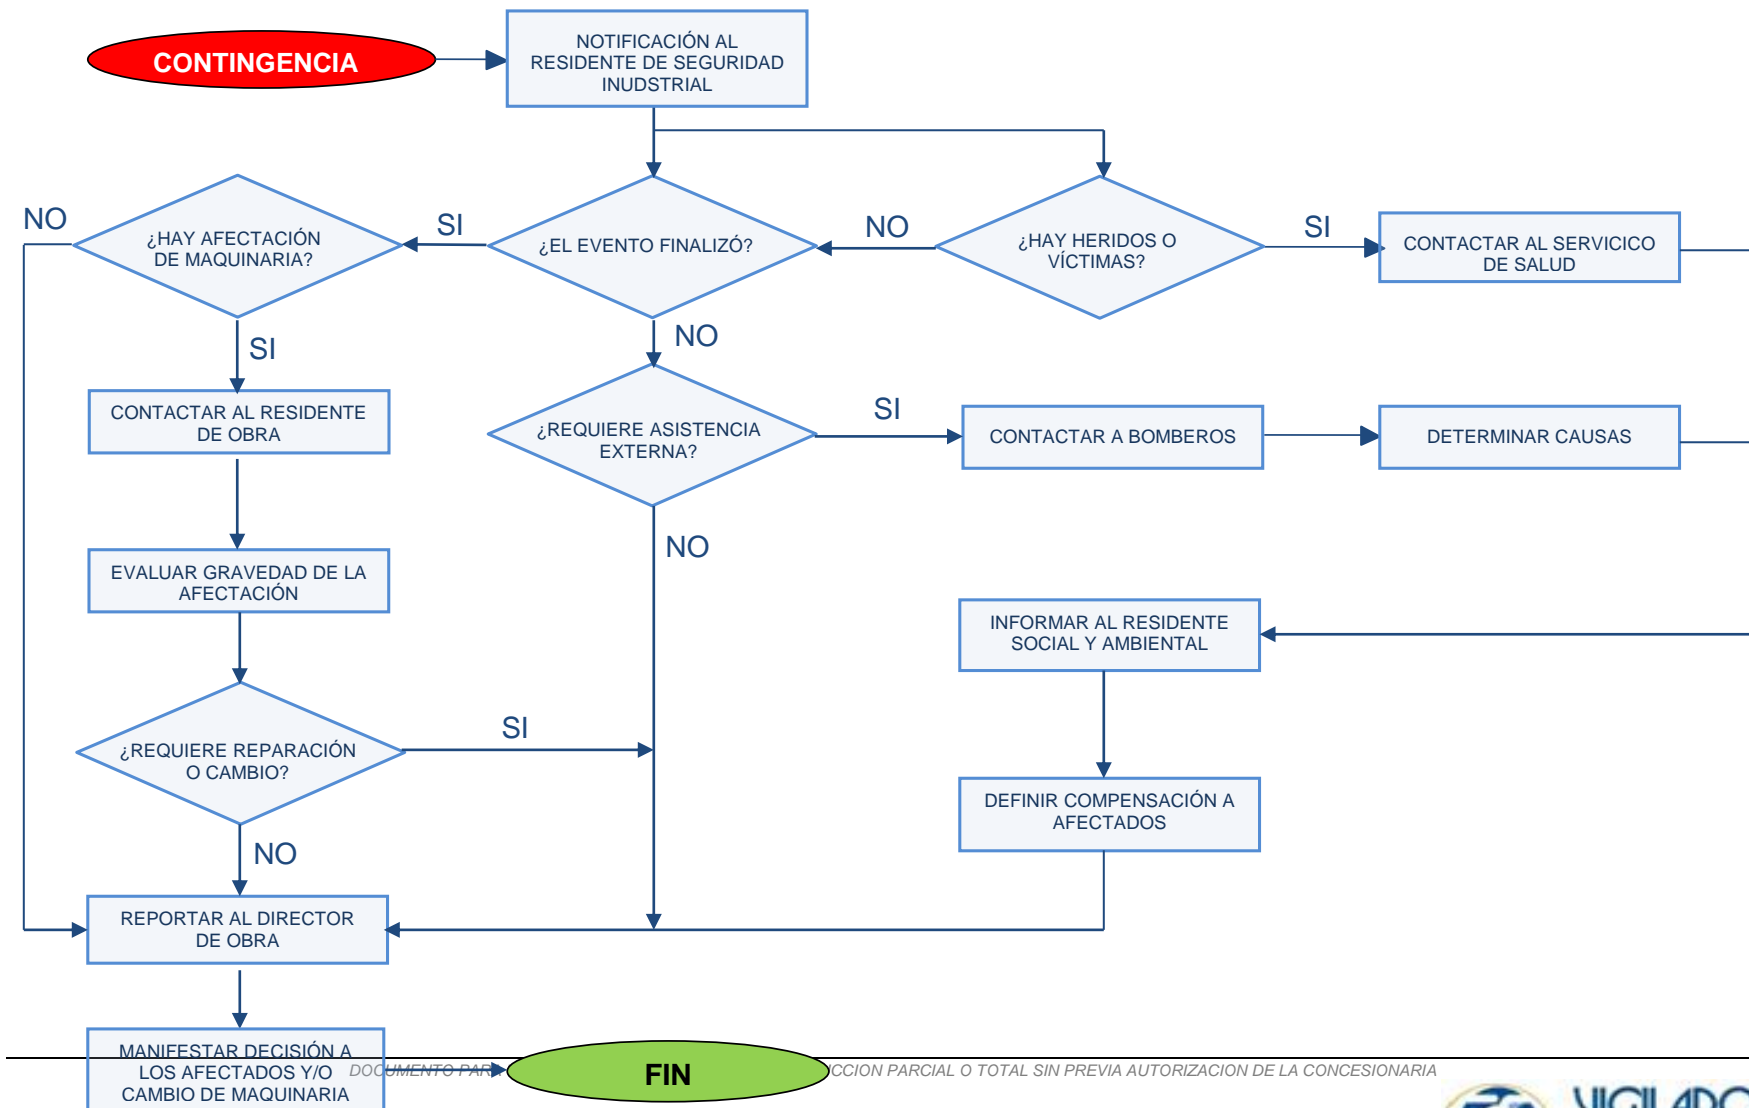 CONTINGENCIA
NOTIFICACIÓN AL
RESIDENTE DE SEGURIDAD
INUDSTRIAL
NO
¿HAY AFECTACIÓN
DE MAQUINARIA?
SI
¿EL EVENTO FINALIZÓ?
NO
¿HAY HERIDOS O
VÍCTIMAS?
SI
CONTACTAR AL SERVICICO
DE SALUD
SI
NO
CONTACTAR AL RESIDENTE
DE OBRA
¿REQUIERE ASISTENCIA
EXTERNA?
SI
CONTACTAR A BOMBEROS
DETERMINAR CAUSAS
NO
EVALUAR GRAVEDAD DE LA
AFECTACIÓN
INFORMAR AL RESIDENTE
SOCIAL Y AMBIENTAL
¿REQUIERE REPARACIÓN
O CAMBIO?
SI
DEFINIR COMPENSACIÓN A
AFECTADOS
NO
REPORTAR AL DIRECTOR
DE OBRA
MANIFESTAR DECISIÓN A
LOS AFECTADOS Y/O
CAMBIO DE MAQUINARIA
FIN
DOCUMENTO PARA CCION PARCIAL O TOTAL SIN PREVIA AUTORIZACION DE LA CONCESIONARIA
VIGILADO